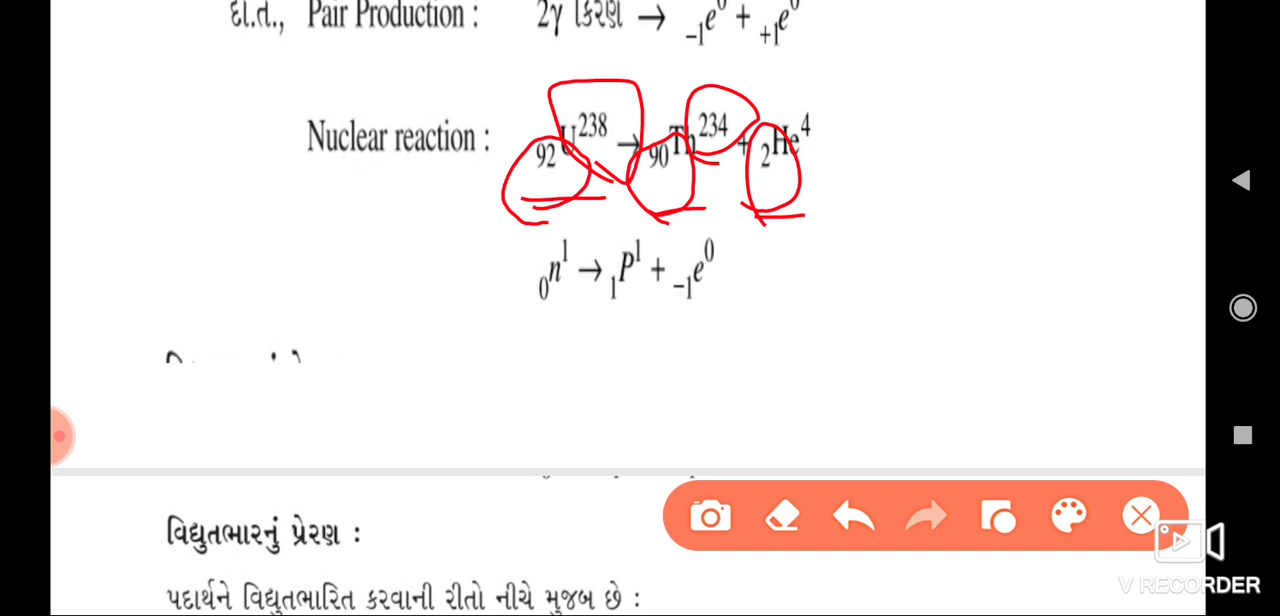 દા.ત., Pair Production : 2γ કિરણ → ₋₁e⁰ + ₊₁e⁰
Nuclear reaction : ₉₂U²³⁸ → ₉₀Th²³⁴ + ₂He⁴
₀n¹ → ₁P¹ + ₋₁e⁰
વિદ્યુતભારનું પ્રેરણ :
પદાર્થને વિદ્યુતભારિત કરવાની રીતો નીચે મુજબ છે :
V RECORDER